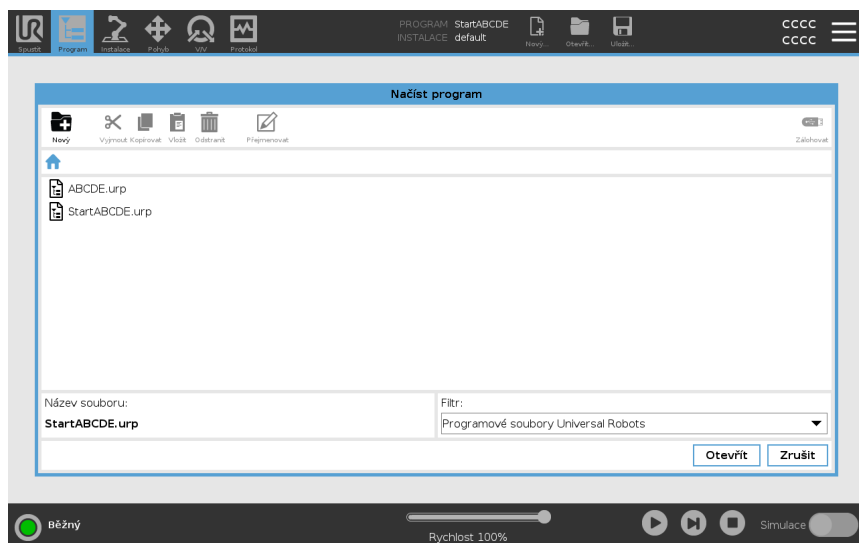 PROGRAM StartABCDE
INSTALACE default
Nový... Otevřít... Uložit...
CCCC
CCCC
Spustit Program Instalace Pohyb V/V Protokol
Načíst program
Nový Vyjmout Kopírovat Vložit Odstranit Přejmenovat Zálohovat
ABCDE.urp
StartABCDE.urp
Název souboru: Filtr:
StartABCDE.urp Programové soubory Universal Robots
Otevřít Zrušit
Běžný Rychlost 100% Simulace